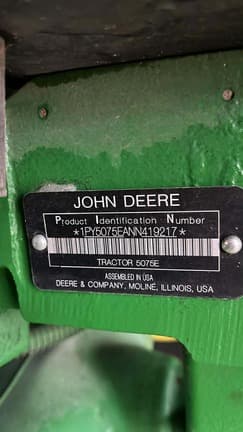 JOHN DEERE
Product Identification Number
*1PY5075EANN419217*
TRACTOR 5075E
ASSEMBLED IN USA
DEERE & COMPANY, MOLINE, ILLINOIS, USA